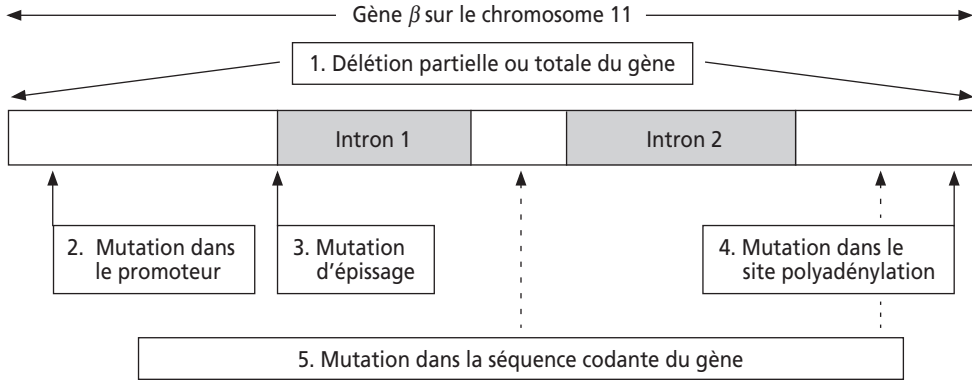 Gène β sur le chromosome 11
1. Délétion partielle ou totale du gène
Intron 1
Intron 2
2. Mutation dans
le promoteur
3. Mutation
d'épissage
4. Mutation dans le
site polyadénylation
5. Mutation dans la séquence codante du gène